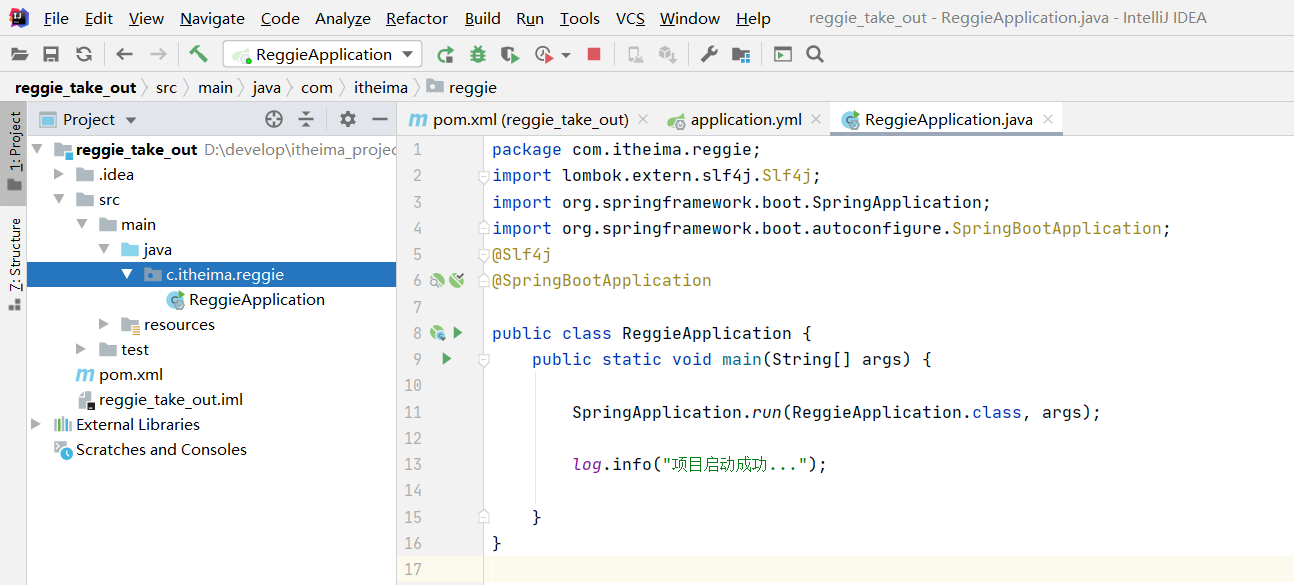 File Edit View Navigate Code Analyze Refactor Build Run Tools VCS Window Help reggie_take_out - ReggieApplication.java - IntelliJ IDEA
ReggieApplication
reggie_take_out src main java com itheima reggie
1: Project
7: Structure
Project
reggie_take_out D:\develop\itheima_projec
.idea
src
main
java
c.itheima.reggie
ReggieApplication
resources
test
pom.xml
reggie_take_out.iml
External Libraries
Scratches and Consoles
pom.xml (reggie_take_out) application.yml ReggieApplication.java
1 package com.itheima.reggie;
2 import lombok.extern.slf4j.Slf4j;
3 import org.springframework.boot.SpringApplication;
4 import org.springframework.boot.autoconfigure.SpringBootApplication;
5 @Slf4j
6 @SpringBootApplication
7
8 public class ReggieApplication {
9 public static void main(String[] args) {
10
11 SpringApplication.run(ReggieApplication.class, args);
12
13 log.info("项目启动成功...");
14
15 }
16 }
17